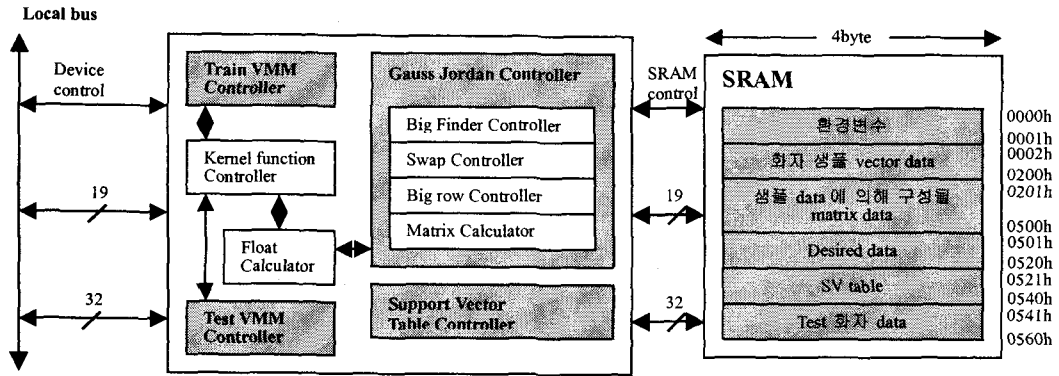 Local bus
Device
control
19
32
Train VMM
Controller
Kernel function
Controller
Float
Calculator
Test VMM
Controller
Gauss Jordan Controller
Big Finder Controller
Swap Controller
Big row Controller
Matrix Calculator
Support Vector
Table Controller
SRAM
control
19
32
4byte
SRAM
환경변수
화자 샘플 vector data
샘플 data 에 의해 구성될
matrix data
Desired data
SV table
Test 화자 data
0000h
0001h
0002h
0200h
0201h
0500h
0501h
0520h
0521h
0540h
0541h
0560h